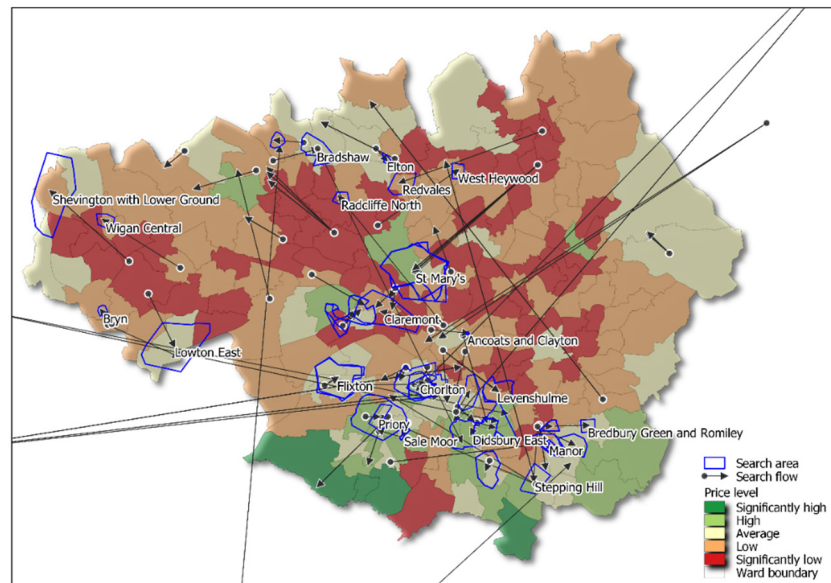 Bradshaw
Elton
Redvales
West Heywood
Shevington with Lower Ground
Radcliffe North
Wigan Central
St Mary's
Bryn
Claremont
Lowton East
Ancoats and Clayton
Flixton
Chorlton
Levenshulme
Priory
Sale Moor
Didsbury East
Bredbury Green and Romiley
Manor
Stepping Hill
Search area
Search flow
Price level
Significantly high
High
Average
Low
Significantly low
Ward boundary